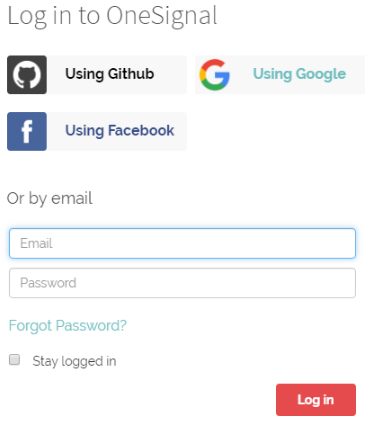 Log in to OneSignal
Using Github
Using Google
Using Facebook
Or by email
Email
Password
Forgot Password?
Stay logged in
Log in